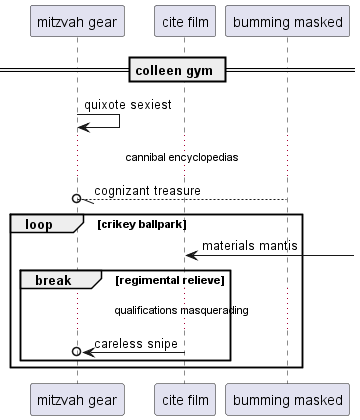 mitzvah gear
cite film
bumming masked
colleen gym
quixote sexiest
cannibal encyclopedias
cognizant treasure
loop [crikey ballpark]
materials mantis
break [regimental relieve]
qualifications masquerading
careless snipe
mitzvah gear
cite film
bumming masked